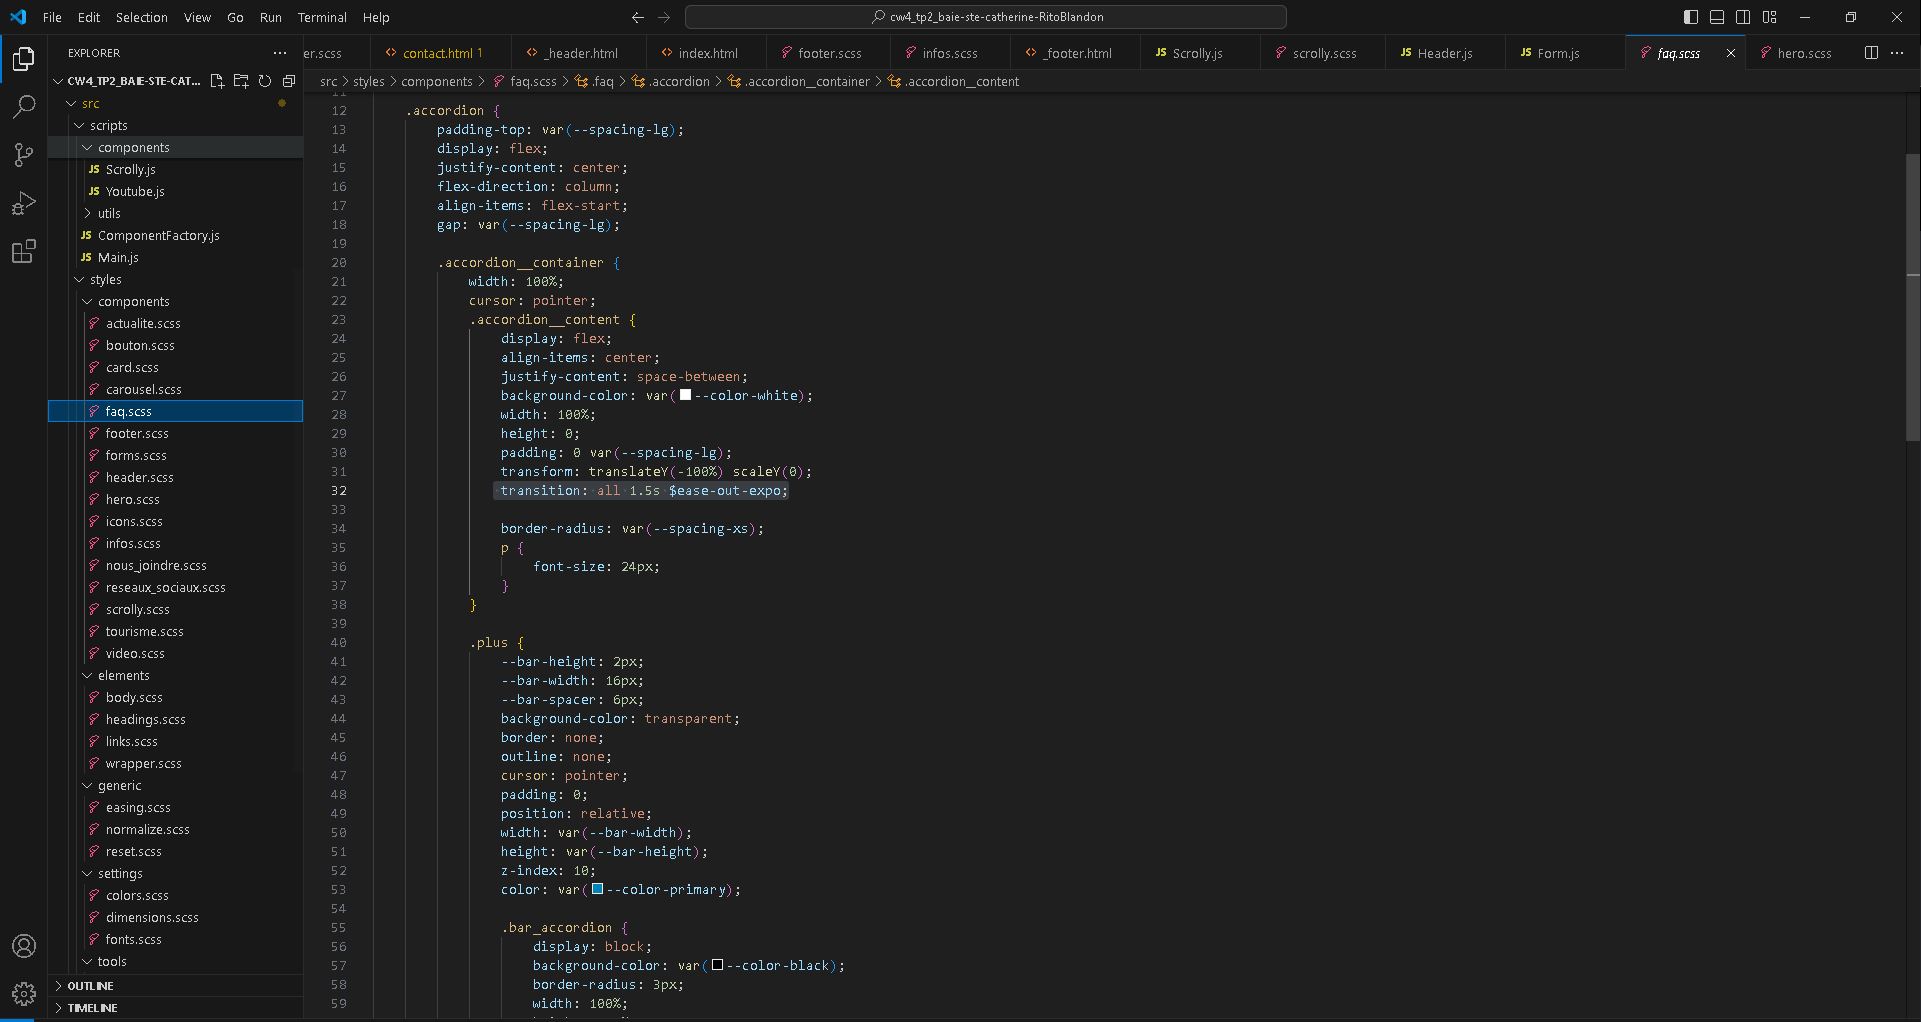 File Edit Selection View Go Run Terminal Help
cw4_tp2_baie-ste-catherine-RitoBlandon
EXPLORER
er.scss contact.html 1 _header.html index.html footer.scss infos.scss _footer.html Scrolly.js scrolly.scss Header.js Form.js faq.scss hero.scss
CW4_TP2_BAIE-STE-CAT...
src
scripts
components
Scrolly.js
Youtube.js
utils
ComponentFactory.js
Main.js
styles
components
actualite.scss
bouton.scss
card.scss
carousel.scss
faq.scss
footer.scss
forms.scss
header.scss
hero.scss
icons.scss
infos.scss
nous_joindre.scss
reseaux_sociaux.scss
scrolly.scss
tourisme.scss
video.scss
elements
body.scss
headings.scss
links.scss
wrapper.scss
generic
easing.scss
normalize.scss
reset.scss
settings
colors.scss
dimensions.scss
fonts.scss
tools
OUTLINE
TIMELINE
src > styles > components > faq.scss > .faq > .accordion > .accordion__container > .accordion__content
11
12 .accordion {
13 padding-top: var(--spacing-lg);
14 display: flex;
15 justify-content: center;
16 flex-direction: column;
17 align-items: flex-start;
18 gap: var(--spacing-lg);
19
20 .accordion__container {
21 width: 100%;
22 cursor: pointer;
23 .accordion__content {
24 display: flex;
25 align-items: center;
26 justify-content: space-between;
27 background-color: var(--color-white);
28 width: 100%;
29 height: 0;
30 padding: 0 var(--spacing-lg);
31 transform: translateY(-100%) scaleY(0);
32 transition: all 1.5s $ease-out-expo;
33
34 border-radius: var(--spacing-xs);
35 p {
36 font-size: 24px;
37 }
38 }
39
40 .plus {
41 --bar-height: 2px;
42 --bar-width: 16px;
43 --bar-spacer: 6px;
44 background-color: transparent;
45 border: none;
46 outline: none;
47 cursor: pointer;
48 padding: 0;
49 position: relative;
50 width: var(--bar-width);
51 height: var(--bar-height);
52 z-index: 10;
53 color: var(--color-primary);
54
55 .bar_accordion {
56 display: block;
57 background-color: var(--color-black);
58 border-radius: 3px;
59 width: 100%;